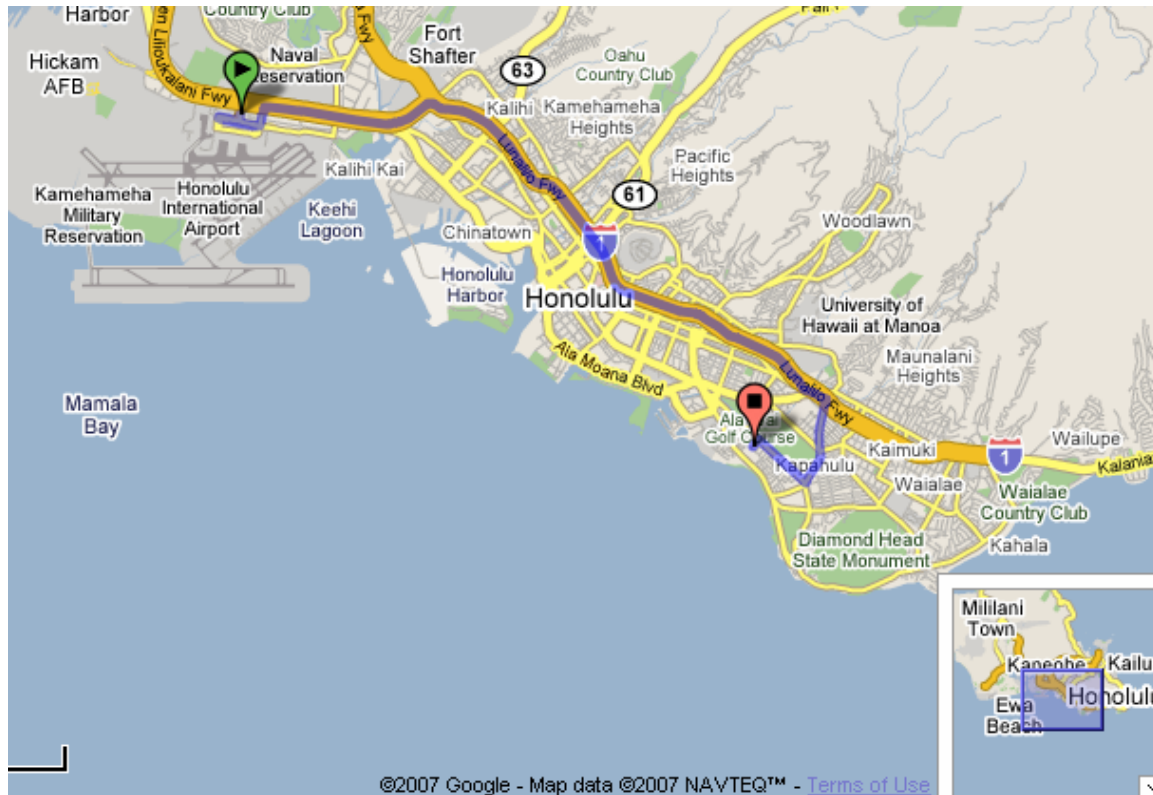 Harbor
Country Club
Pali H
Fort
Shafter
Naval
Reservation
Hickam
AFB
Liliuokalani Fwy
63
Oahu
Country Club
Kalihi
Kamehameha
Heights
Lunalilo Fwy
Pacific
Heights
Kalihi Kai
61
Kamehameha
Military
Reservation
Honolulu
International
Airport
Keehi
Lagoon
Chinatown
Woodlawn
1
Honolulu
Harbor
Honolulu
University of
Hawaii at Manoa
Ala Moana Blvd
Maunalani
Heights
Lunalilo Fwy
Mamala
Bay
Golf Course
Kapahulu
Kaimuki
1
Wailupe
Kalania
Waialae
Waialae
Country Club
Kahala
Diamond Head
State Monument
Mililani
Town
Kaneohe
Kailu
Honolulu
Ewa
Beach
©2007 Google - Map data ©2007 NAVTEQ™ - Terms of Use